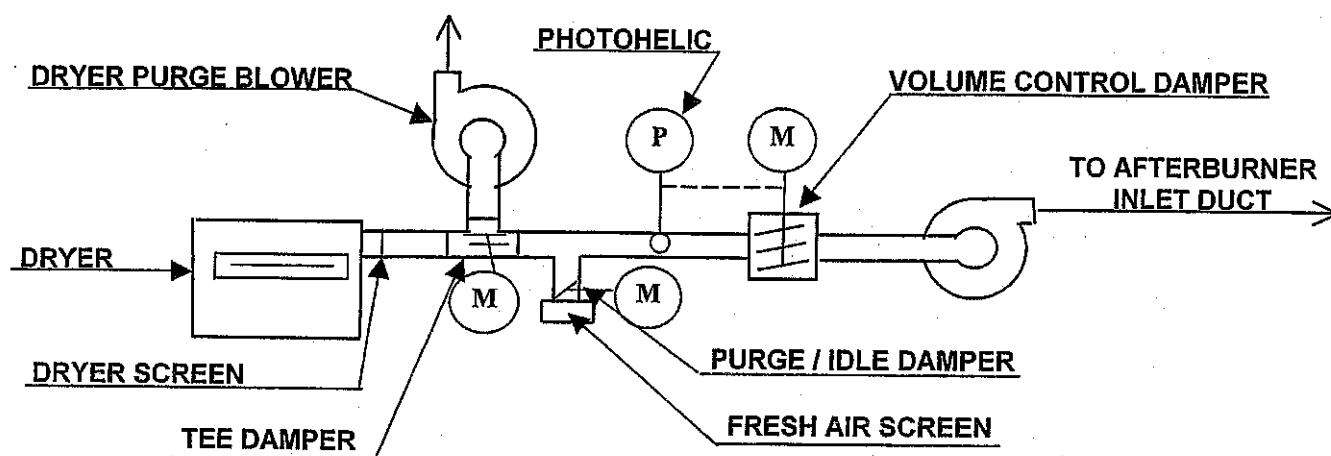 PHOTOHELIC
DRYER PURGE BLOWER
VOLUME CONTROL DAMPER
P
M
TO AFTERBURNER
INLET DUCT
DRYER
M
M
PURGE / IDLE DAMPER
DRYER SCREEN
FRESH AIR SCREEN
TEE DAMPER